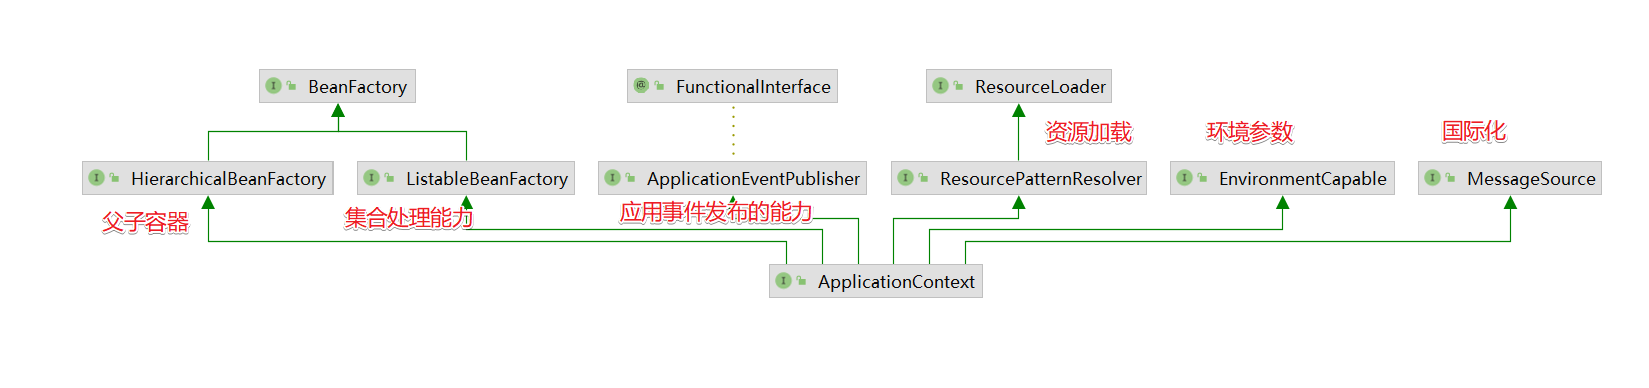 BeanFactory
FunctionalInterface
ResourceLoader
资源加载
环境参数
国际化
HierarchicalBeanFactory
ListableBeanFactory
ApplicationEventPublisher
ResourcePatternResolver
EnvironmentCapable
MessageSource
父子容器
集合处理能力
应用事件发布的能力
ApplicationContext